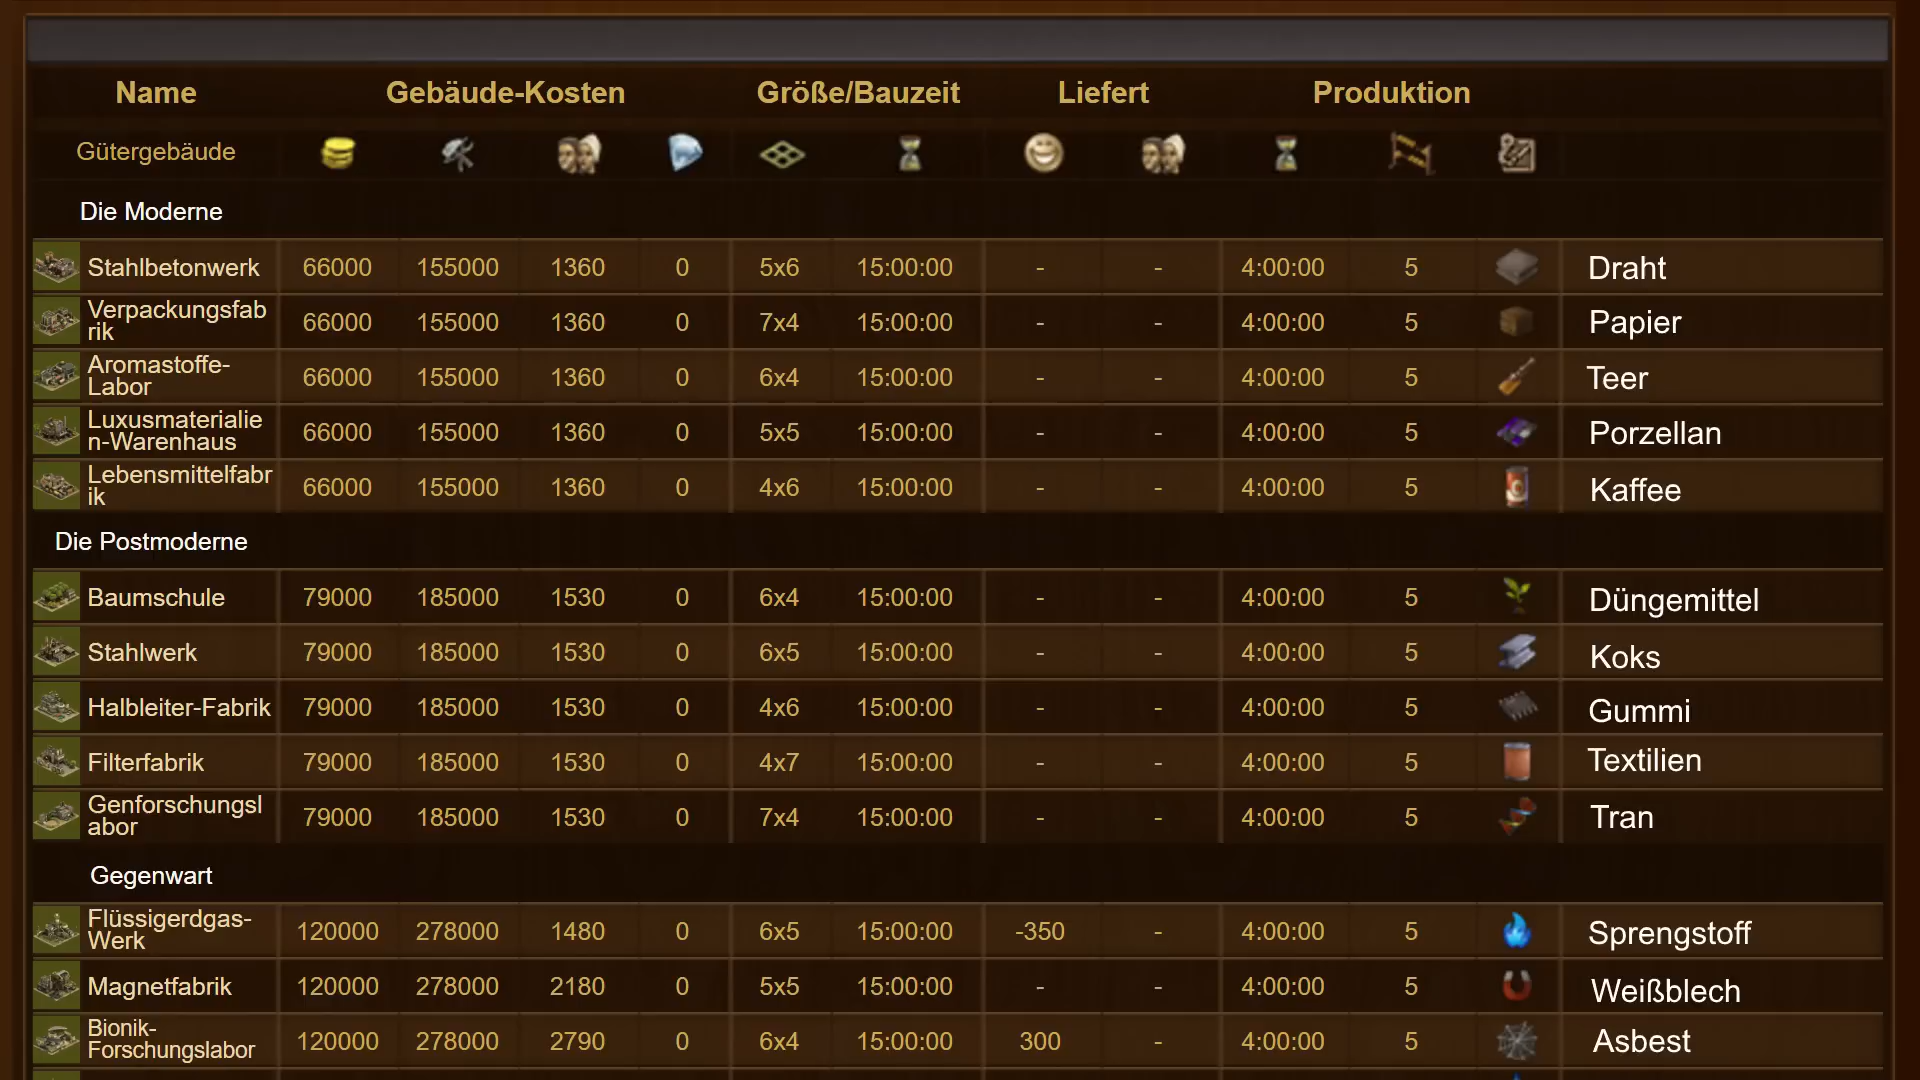 Name Gebäude-Kosten Größe/Bauzeit Liefert Produktion
Gütergebäude
Die Moderne
Stahlbetonwerk 66000 155000 1360 0 5x6 15:00:00 - - 4:00:00 5 Draht
Verpackungsfab
rik 66000 155000 1360 0 7x4 15:00:00 - - 4:00:00 5 Papier
Aromastoffe-
Labor 66000 155000 1360 0 6x4 15:00:00 - - 4:00:00 5 Teer
Luxusmaterialie
n-Warenhaus 66000 155000 1360 0 5x5 15:00:00 - - 4:00:00 5 Porzellan
Lebensmittelfabr
ik 66000 155000 1360 0 4x6 15:00:00 - - 4:00:00 5 Kaffee
Die Postmoderne
Baumschule 79000 185000 1530 0 6x4 15:00:00 - - 4:00:00 5 Düngemittel
Stahlwerk 79000 185000 1530 0 6x5 15:00:00 - - 4:00:00 5 Koks
Halbleiter-Fabrik 79000 185000 1530 0 4x6 15:00:00 - - 4:00:00 5 Gummi
Filterfabrik 79000 185000 1530 0 4x7 15:00:00 - - 4:00:00 5 Textilien
Genforschungsl
abor 79000 185000 1530 0 7x4 15:00:00 - - 4:00:00 5 Tran
Gegenwart
Flüssigerdgas-
Werk 120000 278000 1480 0 6x5 15:00:00 -350 - 4:00:00 5 Sprengstoff
Magnetfabrik 120000 278000 2180 0 5x5 15:00:00 - - 4:00:00 5 Weißblech
Bionik-
Forschungslabor 120000 278000 2790 0 6x4 15:00:00 300 - 4:00:00 5 Asbest